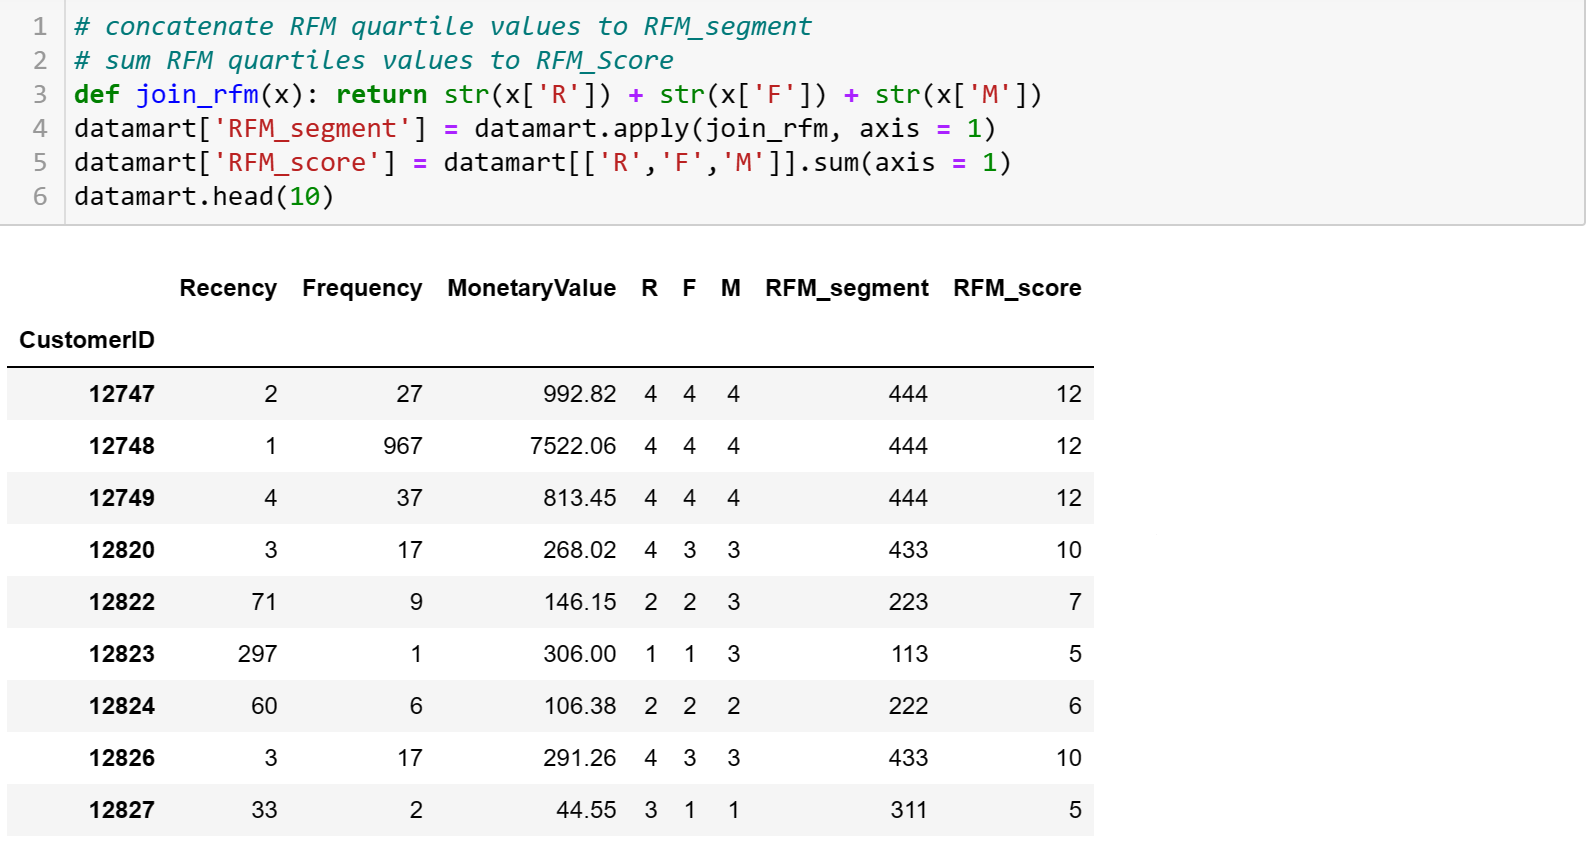 1 # concatenate RFM quartile values to RFM_segment
2 # sum RFM quartiles values to RFM_Score
3 def join_rfm(x): return str(x['R']) + str(x['F']) + str(x['M'])
4 datamart['RFM_segment'] = datamart.apply(join_rfm, axis = 1)
5 datamart['RFM_score'] = datamart[['R','F','M']].sum(axis = 1)
6 datamart.head(10)
Recency Frequency MonetaryValue R F M RFM_segment RFM_score
CustomerID
12747 2 27 992.82 4 4 4 444 12
12748 1 967 7522.06 4 4 4 444 12
12749 4 37 813.45 4 4 4 444 12
12820 3 17 268.02 4 3 3 433 10
12822 71 9 146.15 2 2 3 223 7
12823 297 1 306.00 1 1 3 113 5
12824 60 6 106.38 2 2 2 222 6
12826 3 17 291.26 4 3 3 433 10
12827 33 2 44.55 3 1 1 311 5